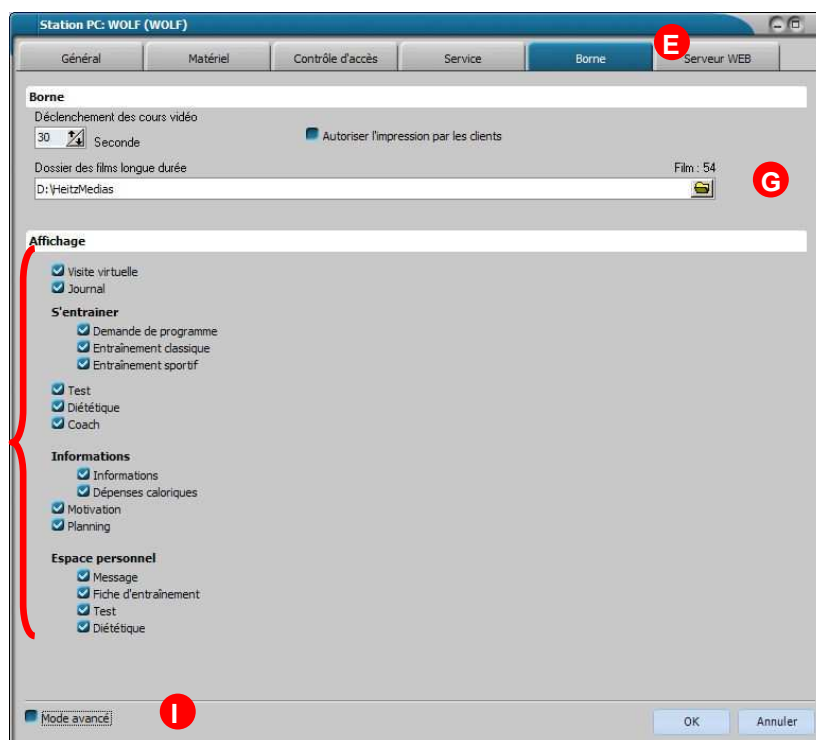 Station PC: WOLF (WOLF)
Général Matériel Contrôle d'accès Service Borne E Serveur WEB
Borne
Déclenchement des cours vidéo
30 Seconde Autoriser l'impression par les clients
Dossier des films longue durée Film : 54
D:\HeitzMedias G
Affichage
Visite virtuelle
Journal
S'entrainer
Demande de programme
Entraînement classique
Entraînement sportif
Test
Diététique
Coach
Informations
Informations
Dépenses caloriques
Motivation
Planning
Espace personnel
Message
Fiche d'entraînement
Test
Diététique
Mode avancé I OK Annuler